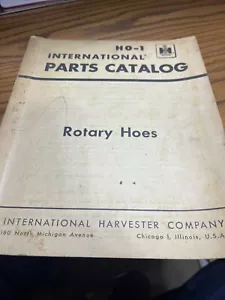 HO-1
INTERNATIONAL
PARTS CATALOG
Rotary Hoes
INTERNATIONAL HARVESTER COMPANY
180 North Michigan Avenue Chicago 1, Illinois, U.S.A.